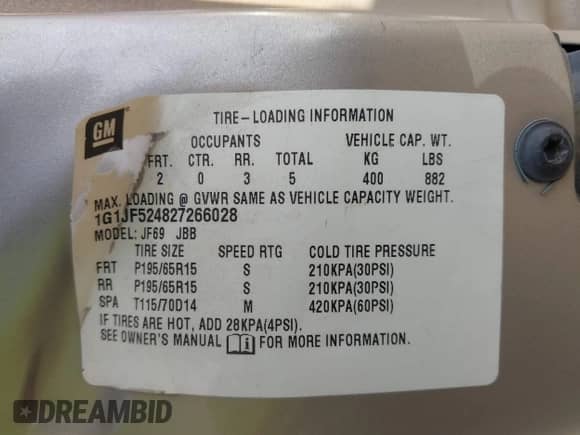 GM
TIRE-LOADING INFORMATION
OCCUPANTS VEHICLE CAP. WT.
FRT. CTR. RR. TOTAL KG LBS
2 0 3 5 400 882
MAX. LOADING @ GVWR SAME AS VEHICLE CAPACITY WEIGHT.
1G1JF524827266028
MODEL: JF69 JBB
TIRE SIZE SPEED RTG COLD TIRE PRESSURE
FRT P195/65R15 S 210KPA(30PSI)
RR P195/65R15 S 210KPA(30PSI)
SPA T115/70D14 M 420KPA(60PSI)
IF TIRES ARE HOT, ADD 28KPA(4PSI).
SEE OWNER'S MANUAL i FOR MORE INFORMATION.
DREAMBID